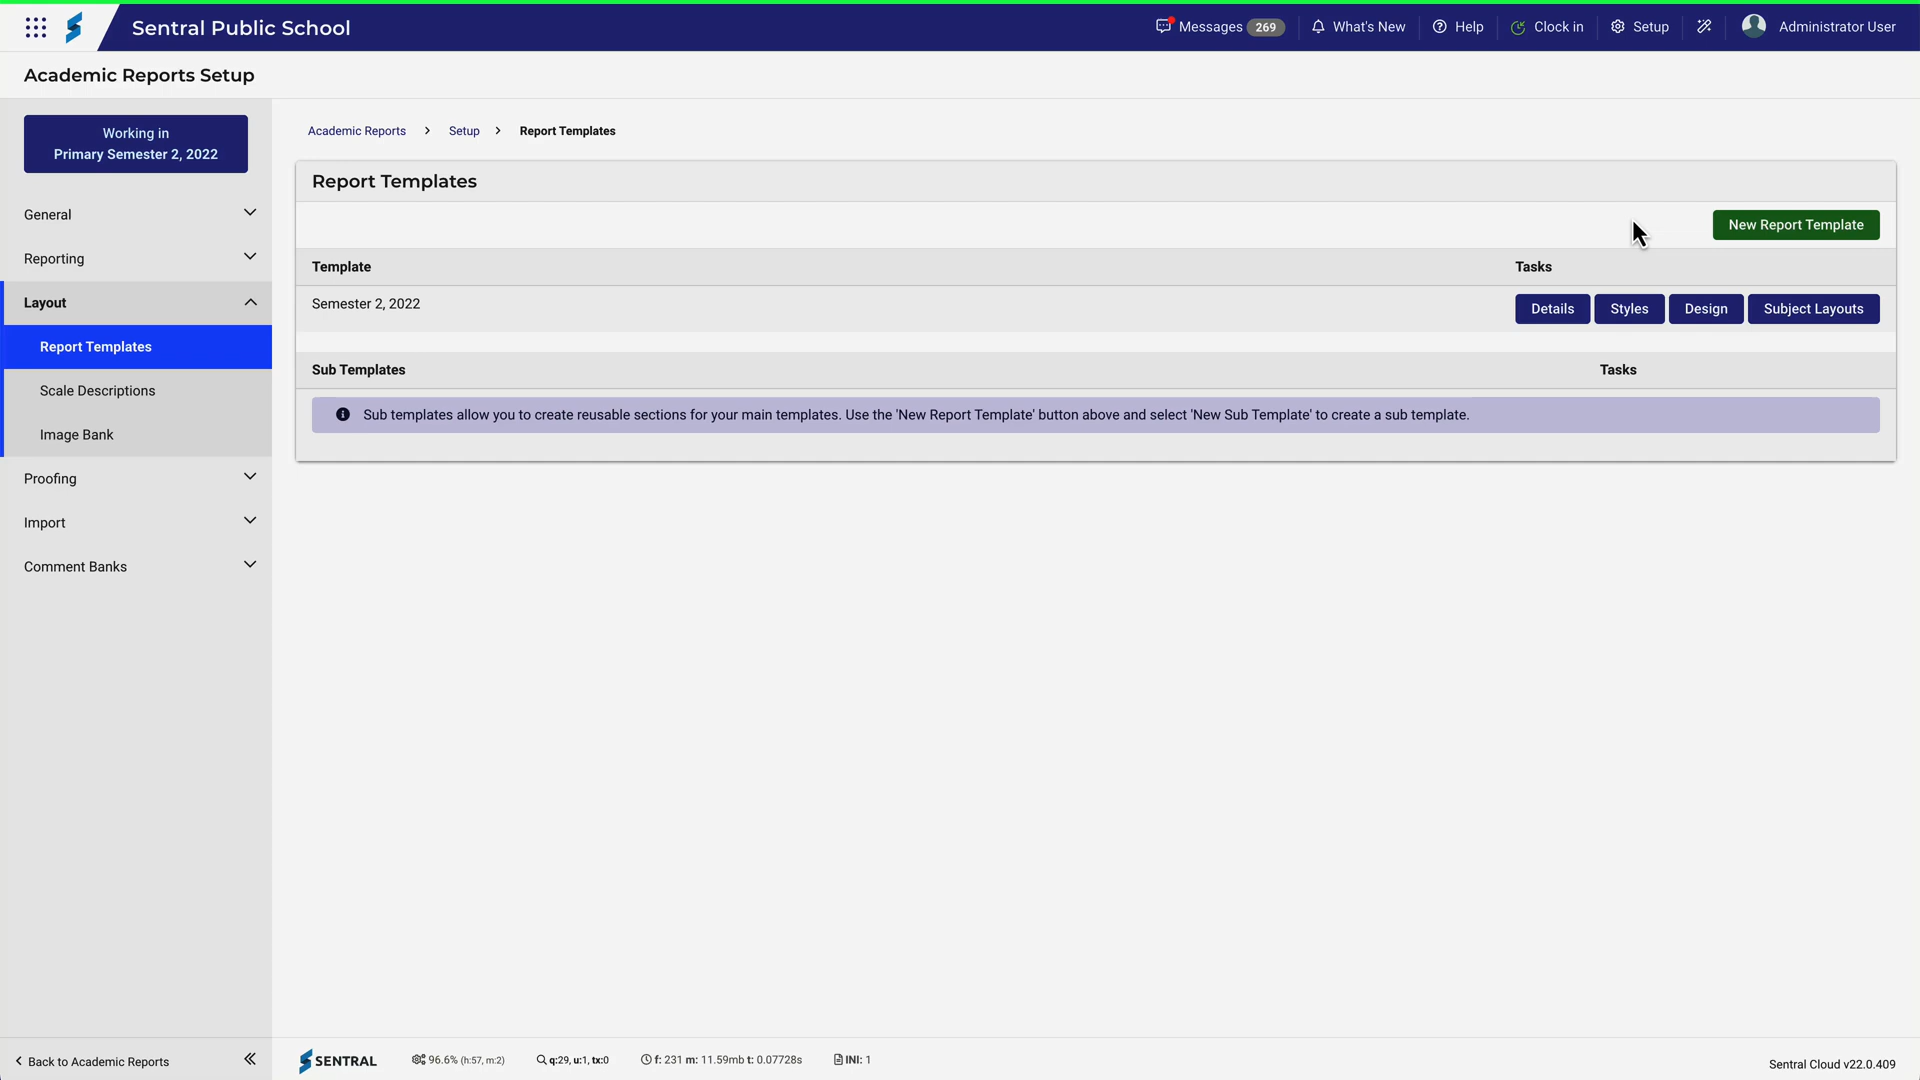 Sentral Public School
Messages 269
What's New
Help
Clock in
Setup
Administrator User
Academic Reports Setup
Working in
Primary Semester 2, 2022
General
Reporting
Layout
Report Templates
Scale Descriptions
Image Bank
Proofing
Import
Comment Banks
Back to Academic Reports
Academic Reports > Setup > Report Templates
Report Templates
New Report Template
Template Tasks
Semester 2, 2022 Details Styles Design Subject Layouts
Sub Templates Tasks
Sub templates allow you to create reusable sections for your main templates. Use the 'New Report Template' button above and select 'New Sub Template' to create a sub template.
SENTRAL 96.6% (h:57, m:2) q:29, u:1, tx:0 f: 231 m: 11.59mb t: 0.07728s INI: 1
Sentral Cloud v22.0.409